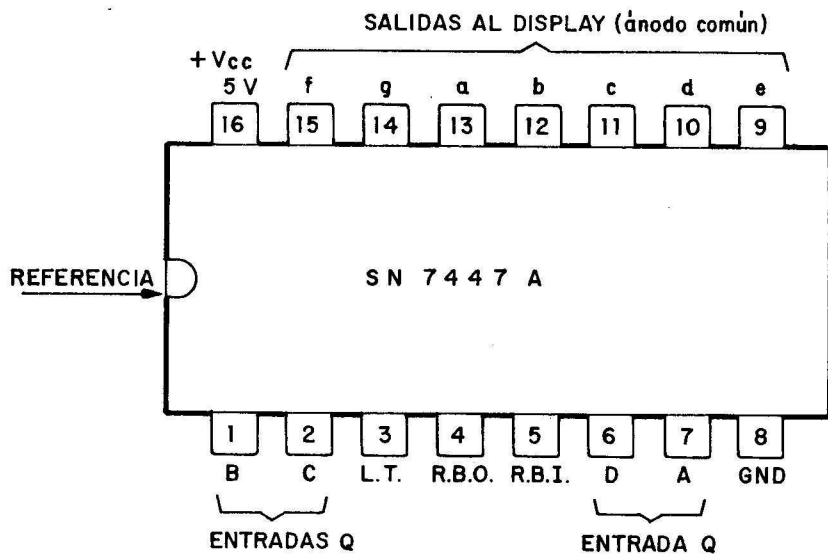 SALIDAS AL DISPLAY (ánodo común)
+Vcc
5 V f g a b c d e
16 15 14 13 12 11 10 9
REFERENCIA
SN 7447 A
1 2 3 4 5 6 7 8
B C L.T. R.B.O. R.B.I. D A GND
ENTRADAS Q ENTRADA Q